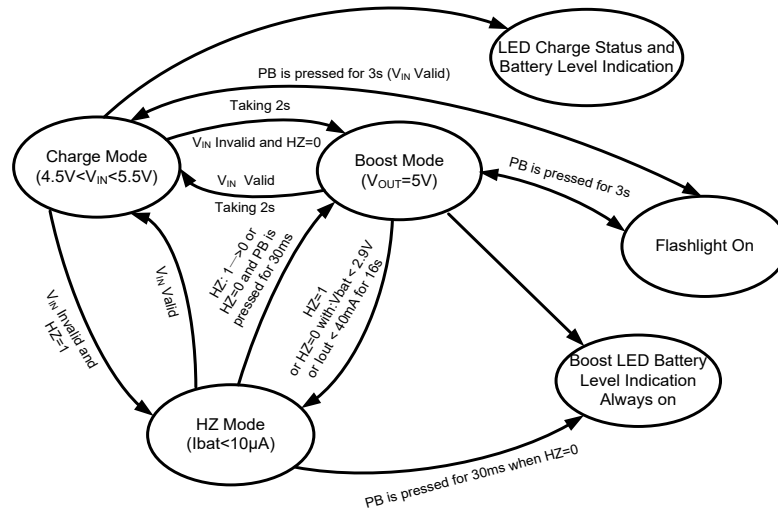 LED Charge Status and
Battery Level Indication
PB is pressed for 3s (VIN Valid)
Taking 2s
VIN Invalid and HZ=0
Charge Mode
(4.5V<VIN<5.5V)
Boost Mode
(VOUT=5V)
VIN Valid
Taking 2s
PB is pressed for 3s
Flashlight On
VIN Invalid and
HZ=1
VIN Valid
HZ: 1—>0 or
HZ=0 and PB is
pressed for 30ms
HZ=1
or HZ=0 with:Vbat < 2.9V
or Iout < 40mA for 16s
Boost LED Battery
Level Indication
Always on
HZ Mode
(Ibat<10µA)
PB is pressed for 30ms when HZ=0